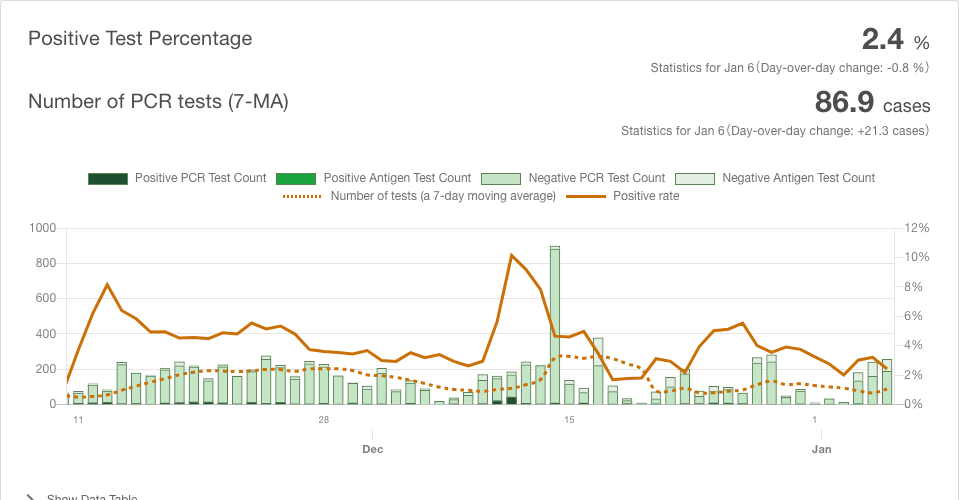 Positive Test Percentage
2.4 %
Statistics for Jan 6(Day-over-day change: -0.8 %)
Number of PCR tests (7-MA)
86.9 cases
Statistics for Jan 6(Day-over-day change: +21.3 cases)
Positive PCR Test Count Positive Antigen Test Count Negative PCR Test Count Negative Antigen Test Count
Number of tests (a 7-day moving average) Positive rate
1000 12%
10%
800
8%
600
6%
400
4%
200
2%
0 0%
11 28 15 1
Dec Jan
Show Data Table